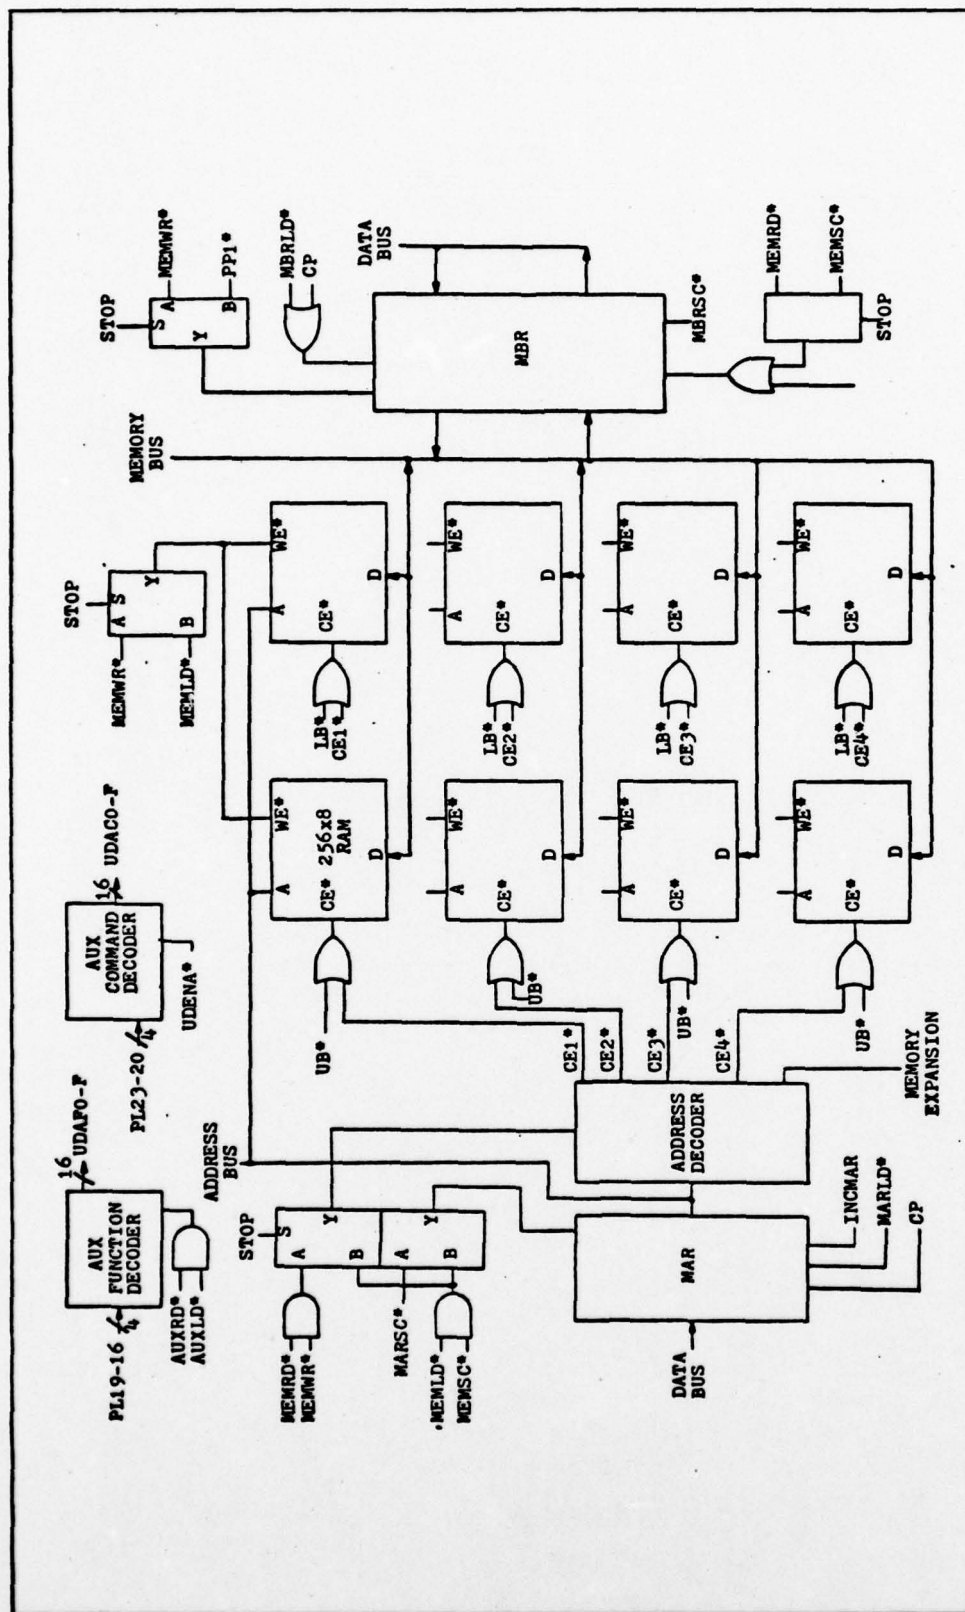 PL19-16
4
AUX
FUNCTION
DECODER
16
UDAF0-F
AUXRD*
AUXLD*
PL23-20
4
AUX
COMMAND
DECODER
16
UDAC0-F
UDENA*
MEMWR*
MEMLD*
STOP
A
S
B
Y
STOP
S
A
MEMWR*
Y
B
PP1*
MBRLD*
CP
MEMRD*
MEMWR*
STOP
S
A
Y
B
MARSC*
A
Y
B
MEMLD*
MEMSC*
ADDRESS
BUS
MEMORY
BUS
DATA
BUS
UB*
A
WE*
CE*
256x8
RAM
D
LB*
CE1*
A
WE*
CE*
D
UB*
A
WE*
CE*
D
LB*
CE2*
A
WE*
CE*
D
UB*
A
WE*
CE*
D
LB*
CE3*
A
WE*
CE*
D
UB*
A
WE*
CE*
D
LB*
CE4*
A
WE*
CE*
D
MBR
MBRSC*
MEMRD*
MEMSC*
STOP
CE1*
CE2*
CE3*
CE4*
ADDRESS
DECODER
MEMORY
EXPANSION
DATA
BUS
MAR
INCMAR
MARLD*
CP